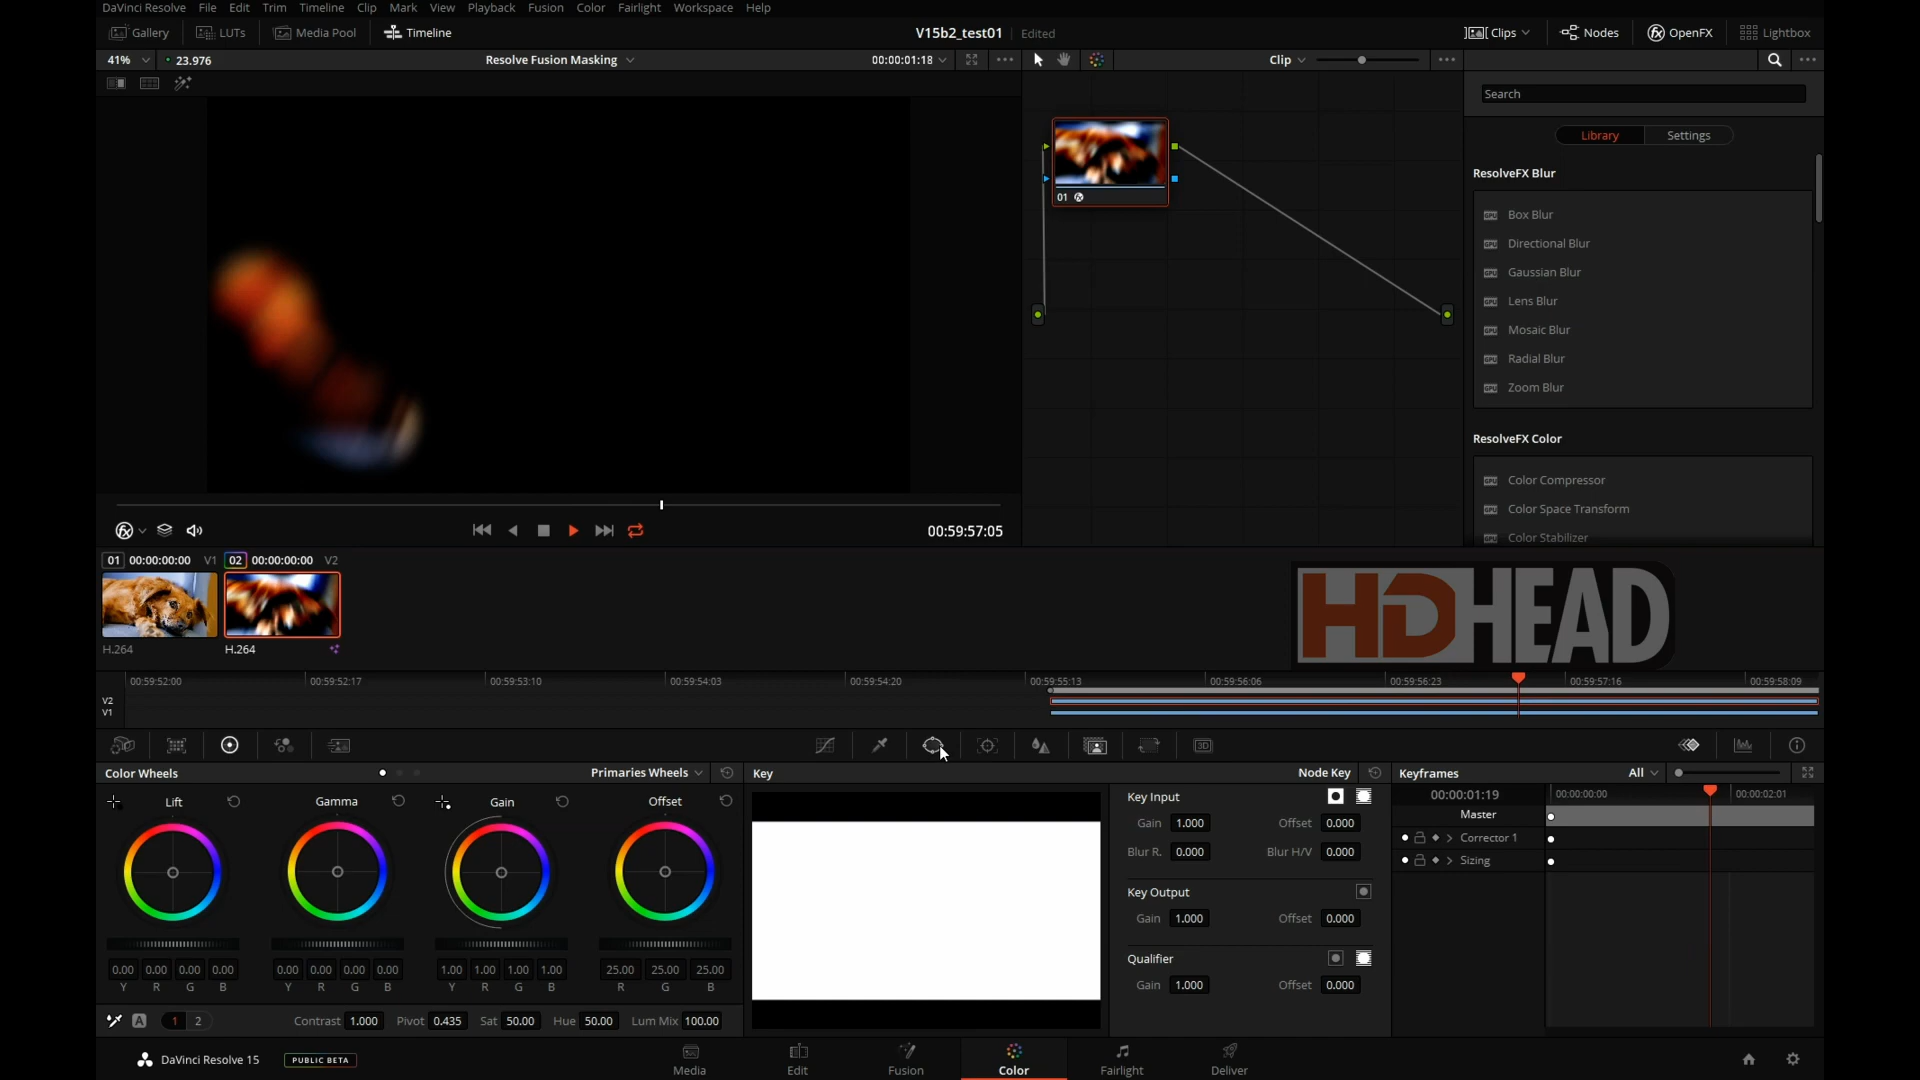 DaVinci Resolve File Edit Trim Timeline Clip Mark View Playback Fusion Color Fairlight Workspace Help
Gallery LUTs Media Pool Timeline V15b2_test01 Edited Clips Nodes OpenFX Lightbox
41% 23.976 Resolve Fusion Masking 00:00:01:18 Clip
Search
Library Settings
ResolveFX Blur
Box Blur
Directional Blur
Gaussian Blur
Lens Blur
Mosaic Blur
Radial Blur
Zoom Blur
01
ResolveFX Color
Color Compressor
Color Space Transform
Color Stabilizer
00:59:57:05
01 00:00:00:00 V1 02 00:00:00:00 V2
H.264 H.264
HDHEAD
00:59:52:00 00:59:52:17 00:59:53:10 00:59:54:03 00:59:54:20 00:59:55:13 00:59:56:06 00:59:56:23 00:59:57:16 00:59:58:09
V2
V1
3D
Color Wheels Primaries Wheels Key Node Key Keyframes All
Lift Gamma Gain Offset
Key Input
Gain 1.000 Offset 0.000
Blur R. 0.000 Blur H/V 0.000
Key Output
Gain 1.000 Offset 0.000
Qualifier
Gain 1.000 Offset 0.000
00:00:01:19 00:00:00:00 00:00:02:01
Master
Corrector 1
Sizing
0.00 0.00 0.00 0.00 0.00 0.00 0.00 0.00 1.00 1.00 1.00 1.00 25.00 25.00 25.00
Y R G B Y R G B Y R G B R G B
A 1 2 Contrast 1.000 Pivot 0.435 Sat 50.00 Hue 50.00 Lum Mix 100.00
DaVinci Resolve 15 PUBLIC BETA Media Edit Fusion Color Fairlight Deliver